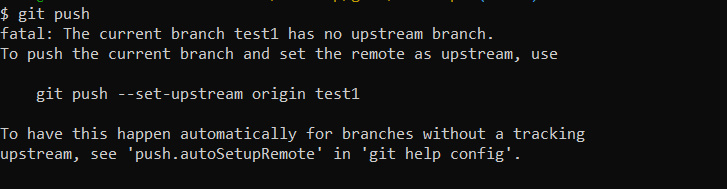 $ git push
fatal: The current branch test1 has no upstream branch.
To push the current branch and set the remote as upstream, use
    git push --set-upstream origin test1
To have this happen automatically for branches without a tracking
upstream, see 'push.autoSetupRemote' in 'git help config'.